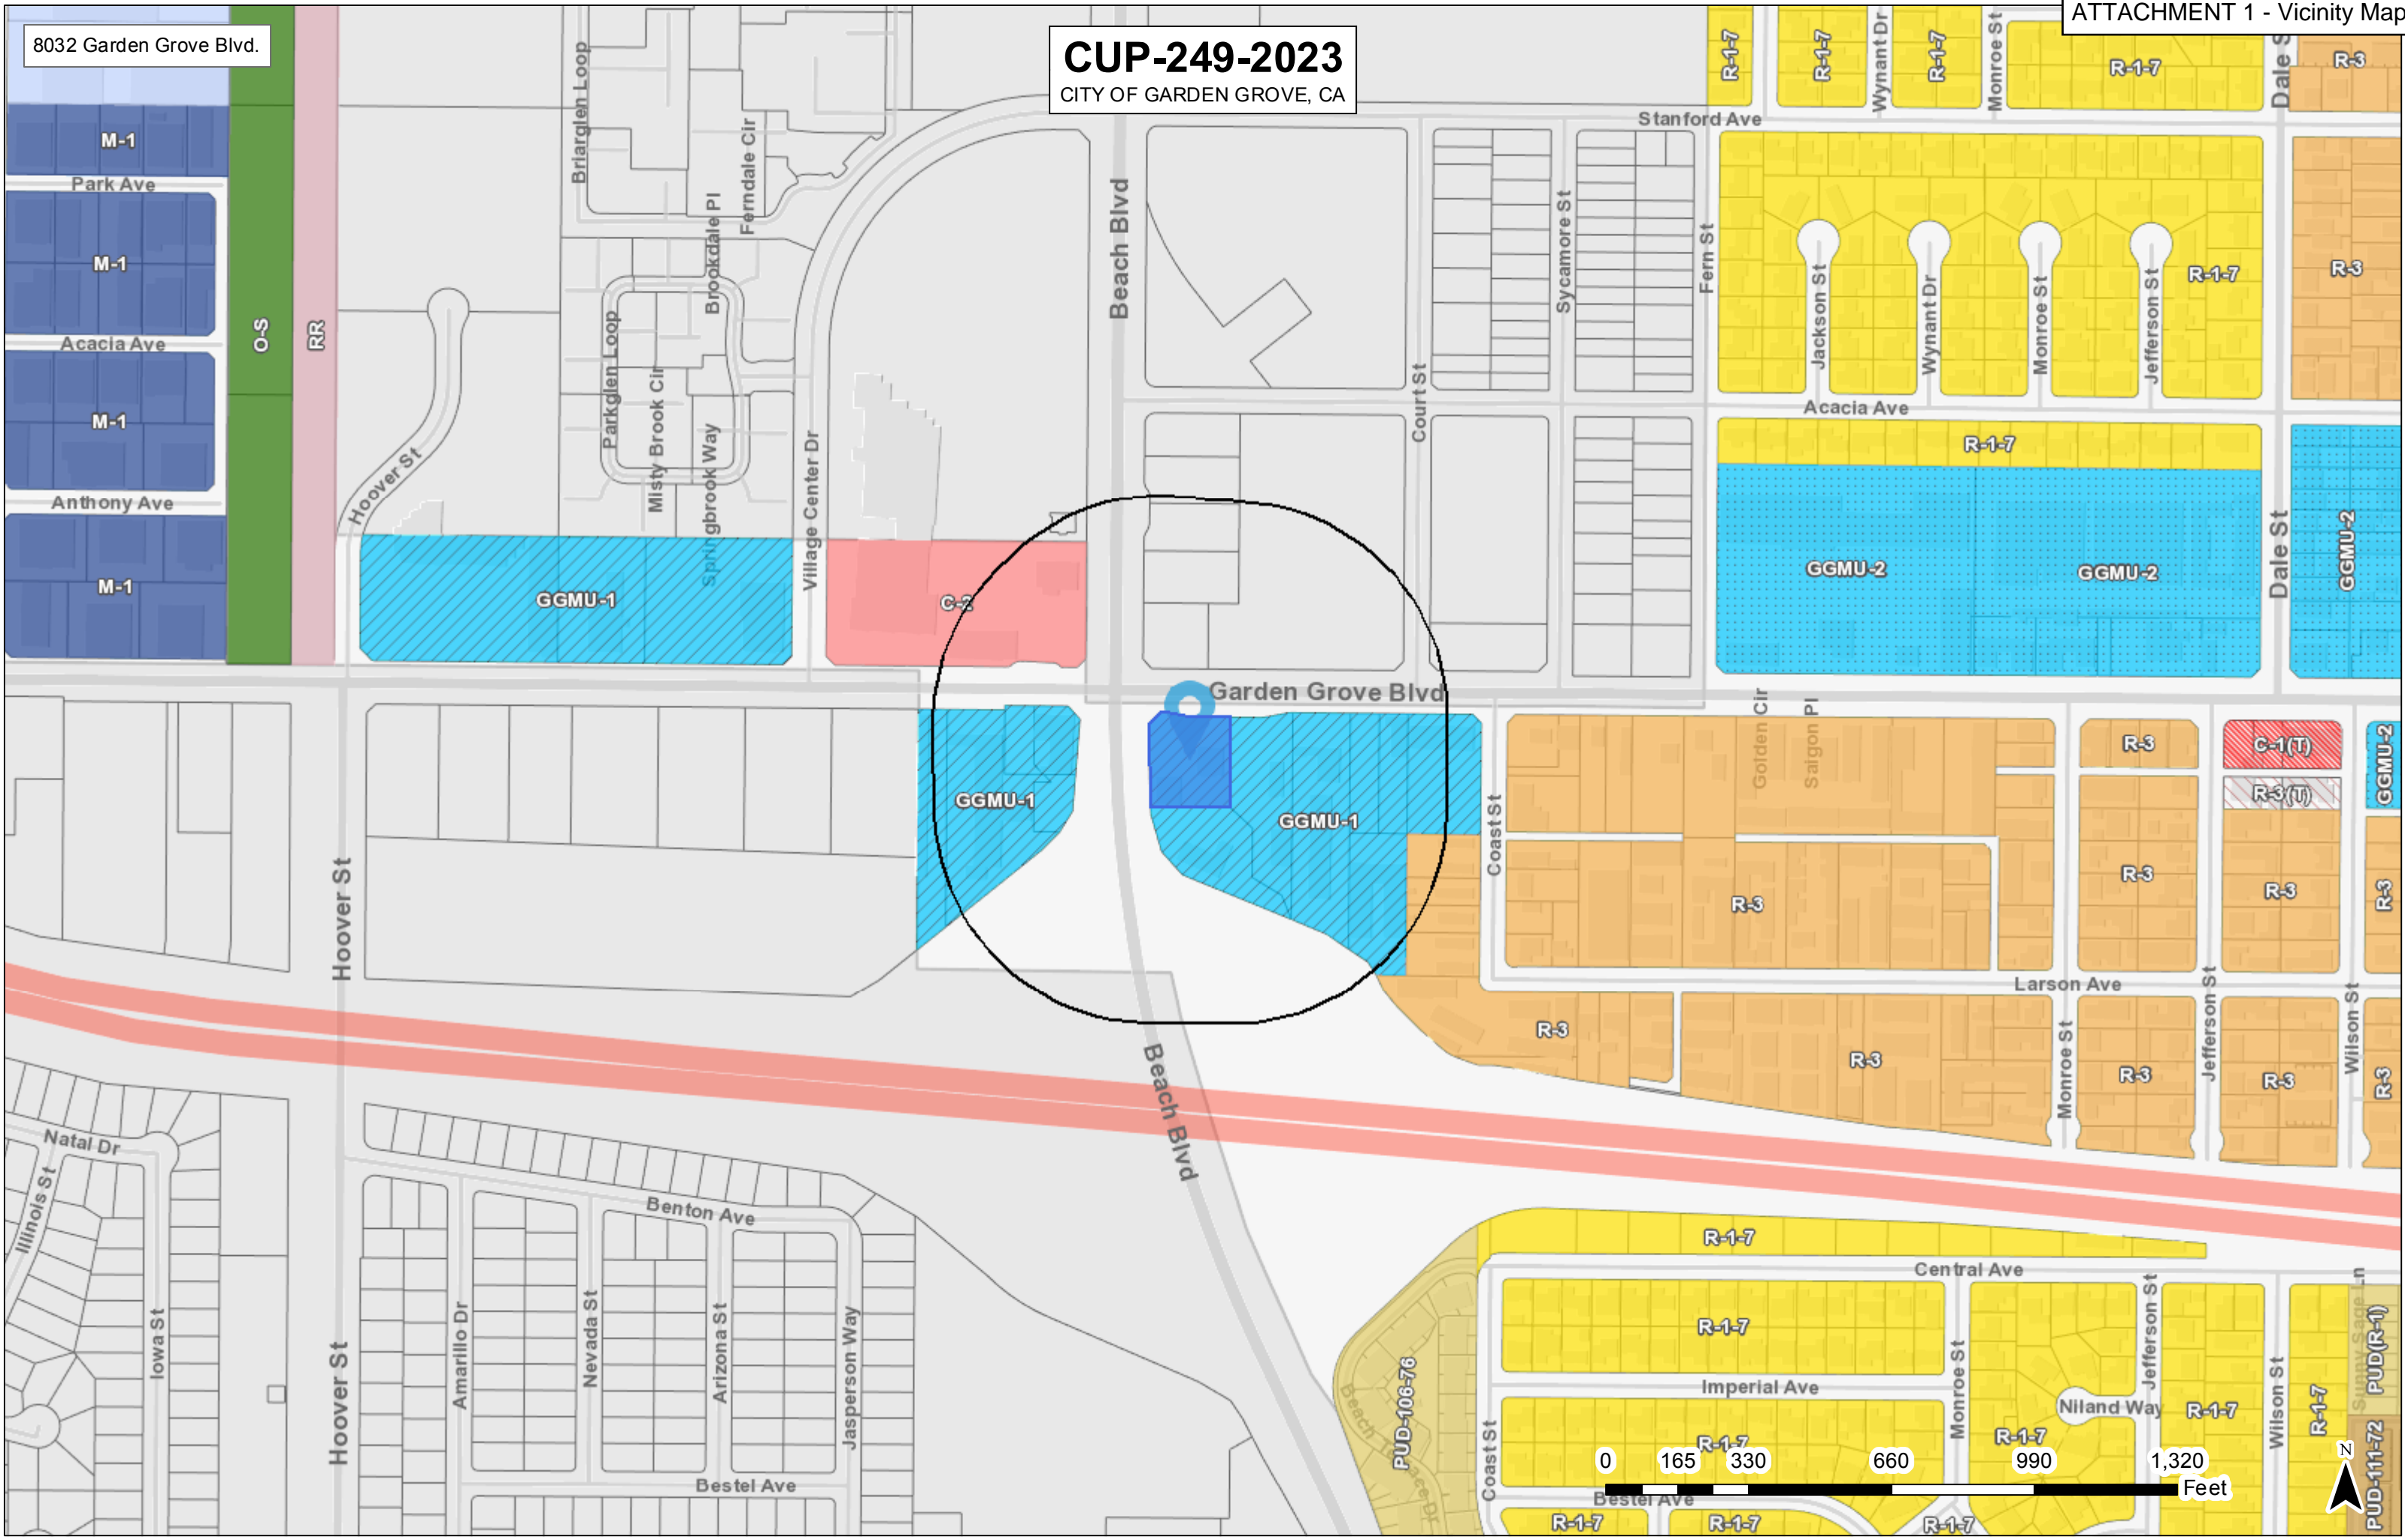 ATTACHMENT 1 - Vicinity Map
8032 Garden Grove Blvd.
CUP-249-2023
CITY OF GARDEN GROVE, CA
R-1-7
R-1-7
Wynant Dr
R-1-7
Monroe St
R-1-7
Dale S
R-3
Stanford Ave
M-1
Park Ave
M-1
Acacia Ave
M-1
Anthony Ave
M-1
O-S
RR
Briarglen Loop
Ferndale Cir
Brookdale Pl
Parkglen Loop
Misty Brook Cir
Springbrook Way
Hoover St
Village Center Dr
Beach Blvd
Court St
Sycamore St
Fern St
Jackson St
Wynant Dr
Monroe St
Jefferson St
R-1-7
R-3
Acacia Ave
R-1-7
GGMU-2
GGMU-2
Dale St
GGMU-2
GGMU-1
C-2
Garden Grove Blvd
GGMU-1
GGMU-1
Coast St
Golden Cir
Saigon Pl
R-3
C-1(T)
R-3(T)
GGMU-2
R-3
R-3
R-3
R-3
Larson Ave
Hoover St
R-3
R-3
Monroe St
R-3
Jefferson St
R-3
Wilson St
R-3
Beach Blvd
Natal Dr
Illinois St
Iowa St
Hoover St
Benton Ave
Amarillo Dr
Nevada St
Arizona St
Jasperson Way
Bestel Ave
R-1-7
Central Ave
R-1-7
Imperial Ave
R-1-7
Monroe St
Jefferson St
Niland Way
R-1-7
R-1-7
Wilson St
R-1-7
Sunny Sage Ln
PUD(R-1)
PUD-111-72
PUD-106-76
Coast St
Bestel Ave
R-1-7
R-1-7
R-1-7
0 165 330 660 990 1,320
Feet
N